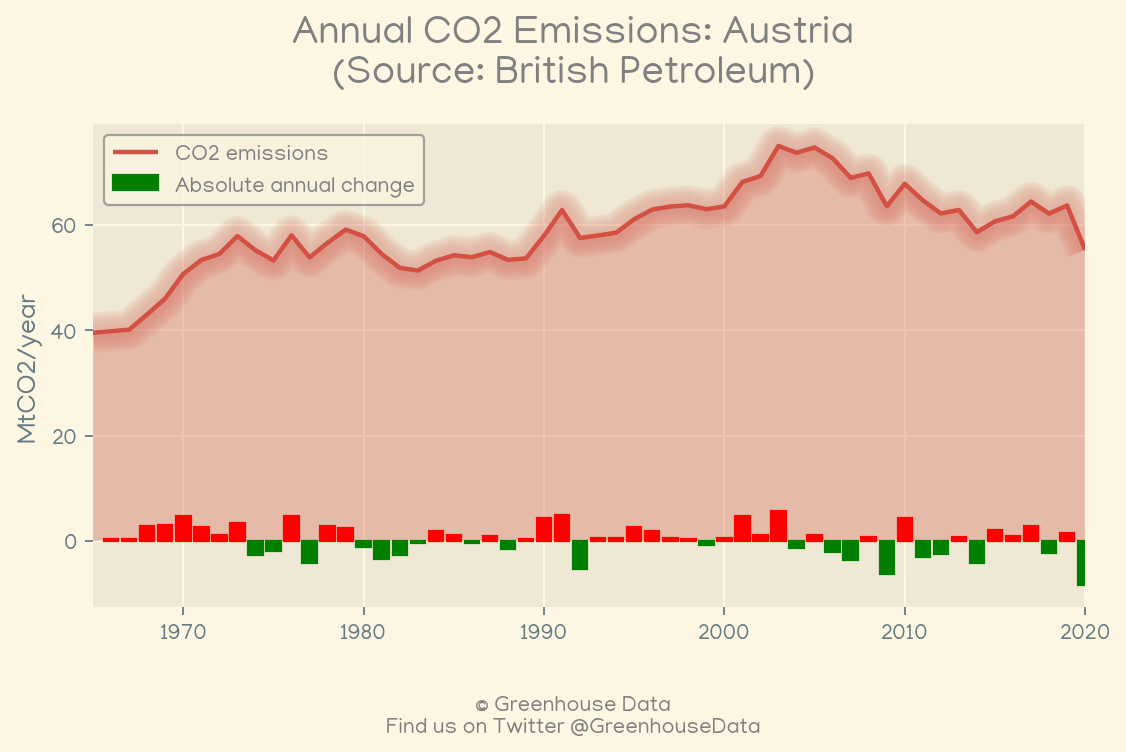 Annual CO2 Emissions: Austria
(Source: British Petroleum)
CO2 emissions
Absolute annual change
MtCO2/year
60
40
20
0
1970
1980
1990
2000
2010
2020
© Greenhouse Data
Find us on Twitter @GreenhouseData